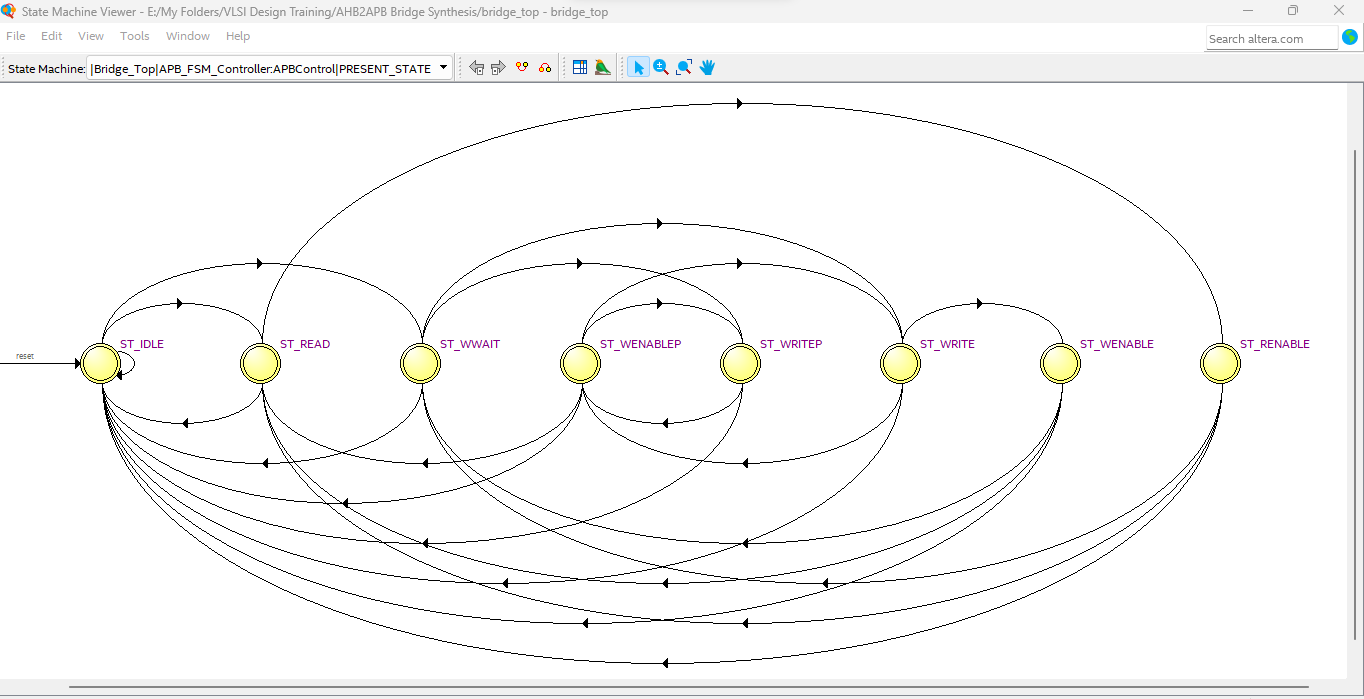 State Machine Viewer - E:/My Folders/VLSI Design Training/AHB2APB Bridge Synthesis/bridge_top - bridge_top
File Edit View Tools Window Help
Search altera.com
State Machine: |Bridge_Top|APB_FSM_Controller:APBControl|PRESENT_STATE
reset
ST_IDLE ST_READ ST_WWAIT ST_WENABLEP ST_WRITEP ST_WRITE ST_WENABLE ST_RENABLE